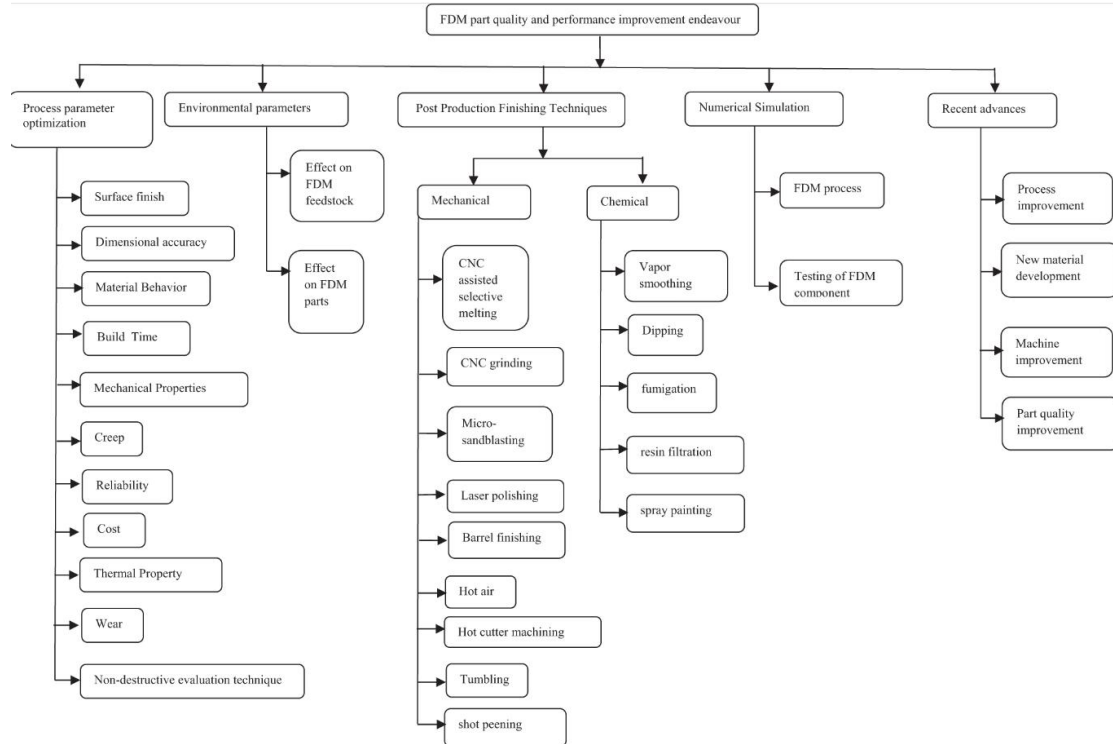 FDM part quality and performance improvement endeavour
Process parameter
optimization
Environmental parameters
Post Production Finishing Techniques
Numerical Simulation
Recent advances
Surface finish
Dimensional accuracy
Material Behavior
Build Time
Mechanical Properties
Creep
Reliability
Cost
Thermal Property
Wear
Non-destructive evaluation technique
Effect on
FDM
feedstock
Effect
on FDM
parts
Mechanical
CNC
assisted
selective
melting
CNC grinding
Micro-
sandblasting
Laser polishing
Barrel finishing
Hot air
Hot cutter machining
Tumbling
shot peening
Chemical
Vapor
smoothing
Dipping
fumigation
resin filtration
spray painting
FDM process
Testing of FDM
component
Process
improvement
New material
development
Machine
improvement
Part quality
improvement